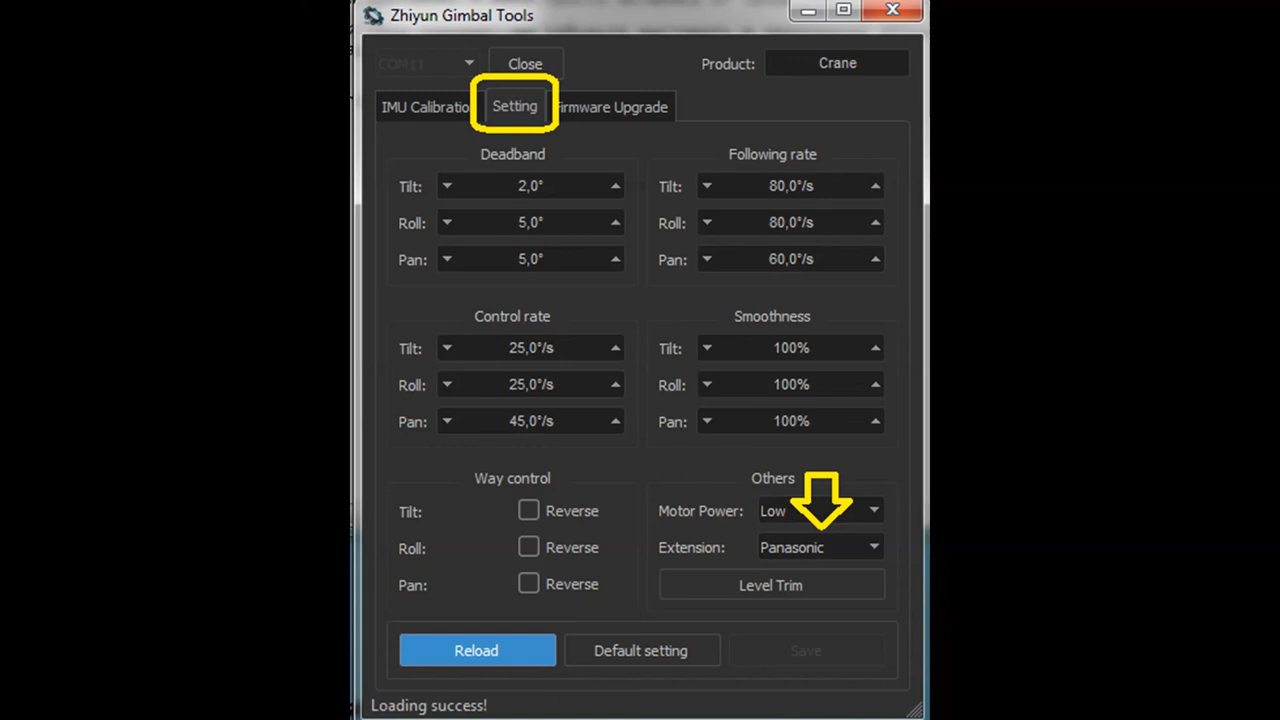 Zhiyun Gimbal Tools
COM11 Close Product: Crane
IMU Calibratio Setting irmware Upgrade
Deadband Following rate
Tilt: 2,0° Tilt: 80,0°/s
Roll: 5,0° Roll: 80,0°/s
Pan: 5,0° Pan: 60,0°/s
Control rate Smoothness
Tilt: 25,0°/s Tilt: 100%
Roll: 25,0°/s Roll: 100%
Pan: 45,0°/s Pan: 100%
Way control Others
Tilt: Reverse Motor Power: Low
Roll: Reverse Extension: Panasonic
Pan: Reverse Level Trim
Reload Default setting Save
Loading success!